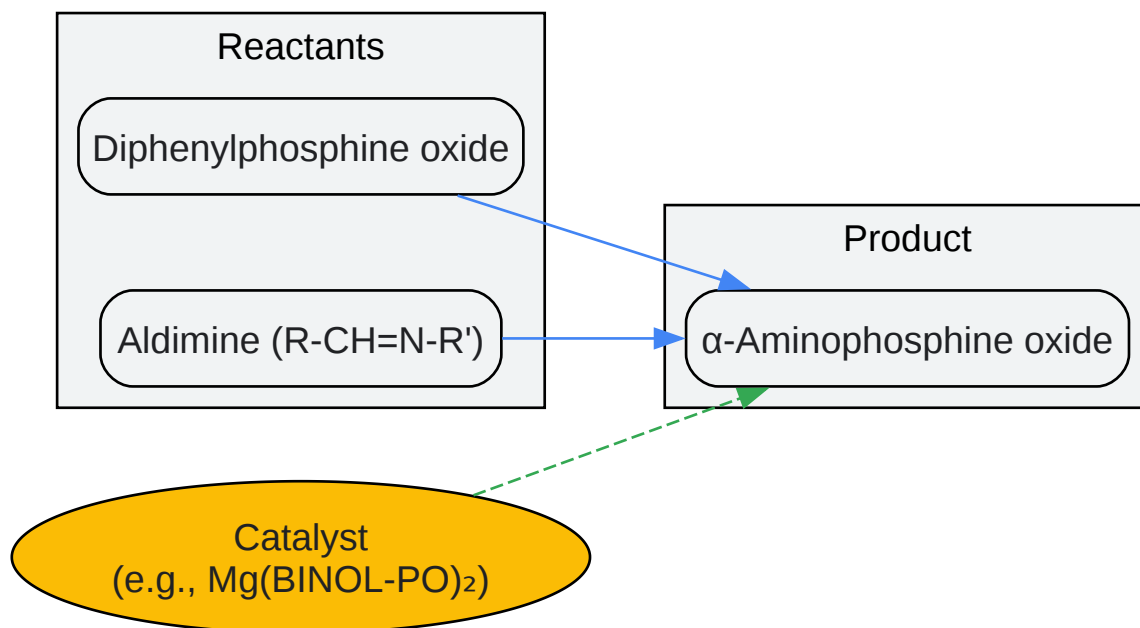 Reactants
Diphenylphosphine oxide
Aldimine (R-CH=N-R')
Product
α-Aminophosphine oxide
Catalyst
(e.g., Mg(BINOL-PO)₂)